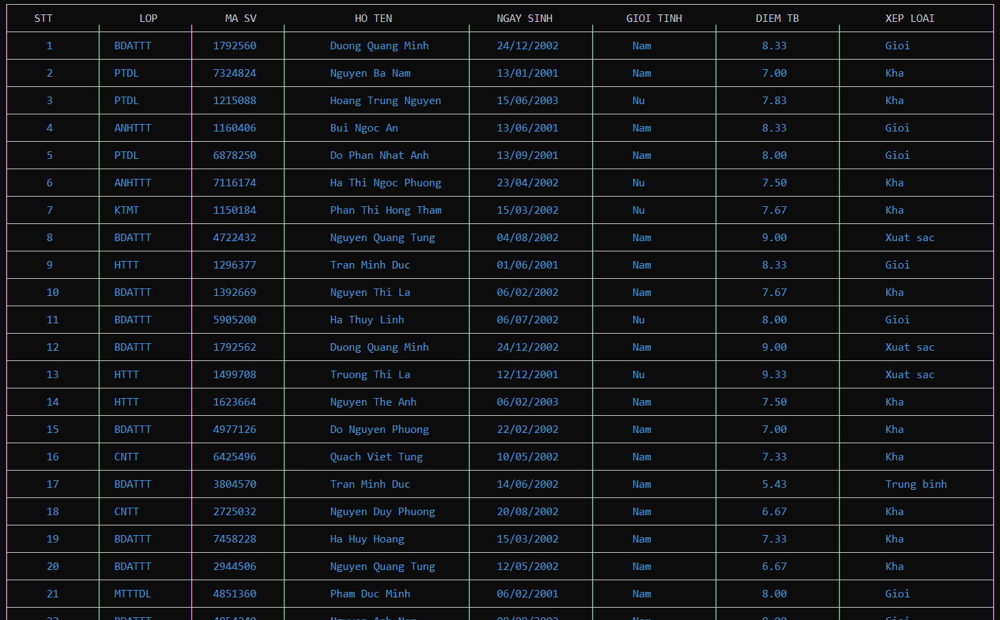 STT LOP MA SV HO TEN NGAY SINH GIOI TINH DIEM TB XEP LOAI
1 BDATTT 1792560 Duong Quang Minh 24/12/2002 Nam 8.33 Gioi
2 PTDL 7324824 Nguyen Ba Nam 13/01/2001 Nam 7.00 Kha
3 PTDL 1215088 Hoang Trung Nguyen 15/06/2003 Nu 7.83 Kha
4 ANHTTT 1160406 Bui Ngoc An 13/06/2001 Nam 8.33 Gioi
5 PTDL 6878250 Do Phan Nhat Anh 13/09/2001 Nam 8.00 Gioi
6 ANHTTT 7116174 Ha Thi Ngoc Phuong 23/04/2002 Nu 7.50 Kha
7 KTMT 1150184 Phan Thi Hong Tham 15/03/2002 Nu 7.67 Kha
8 BDATTT 4722432 Nguyen Quang Tung 04/08/2002 Nam 9.00 Xuat sac
9 HTTT 1296377 Tran Minh Duc 01/06/2001 Nam 8.33 Gioi
10 BDATTT 1392669 Nguyen Thi La 06/02/2002 Nam 7.67 Kha
11 BDATTT 5905200 Ha Thuy Linh 06/07/2002 Nu 8.00 Gioi
12 BDATTT 1792562 Duong Quang Minh 24/12/2002 Nam 9.00 Xuat sac
13 HTTT 1499708 Truong Thi La 12/12/2001 Nu 9.33 Xuat sac
14 HTTT 1623664 Nguyen The Anh 06/02/2003 Nam 7.50 Kha
15 BDATTT 4977126 Do Nguyen Phuong 22/02/2002 Nam 7.00 Kha
16 CNTT 6425496 Quach Viet Tung 10/05/2002 Nam 7.33 Kha
17 BDATTT 3804570 Tran Minh Duc 14/06/2002 Nam 5.43 Trung binh
18 CNTT 2725032 Nguyen Duy Phuong 20/08/2002 Nam 6.67 Kha
19 BDATTT 7458228 Ha Huy Hoang 15/03/2002 Nam 7.33 Kha
20 BDATTT 2944506 Nguyen Quang Tung 12/05/2002 Nam 6.67 Kha
21 MTTTDL 4851360 Pham Duc Minh 06/02/2001 Nam 8.00 Gioi